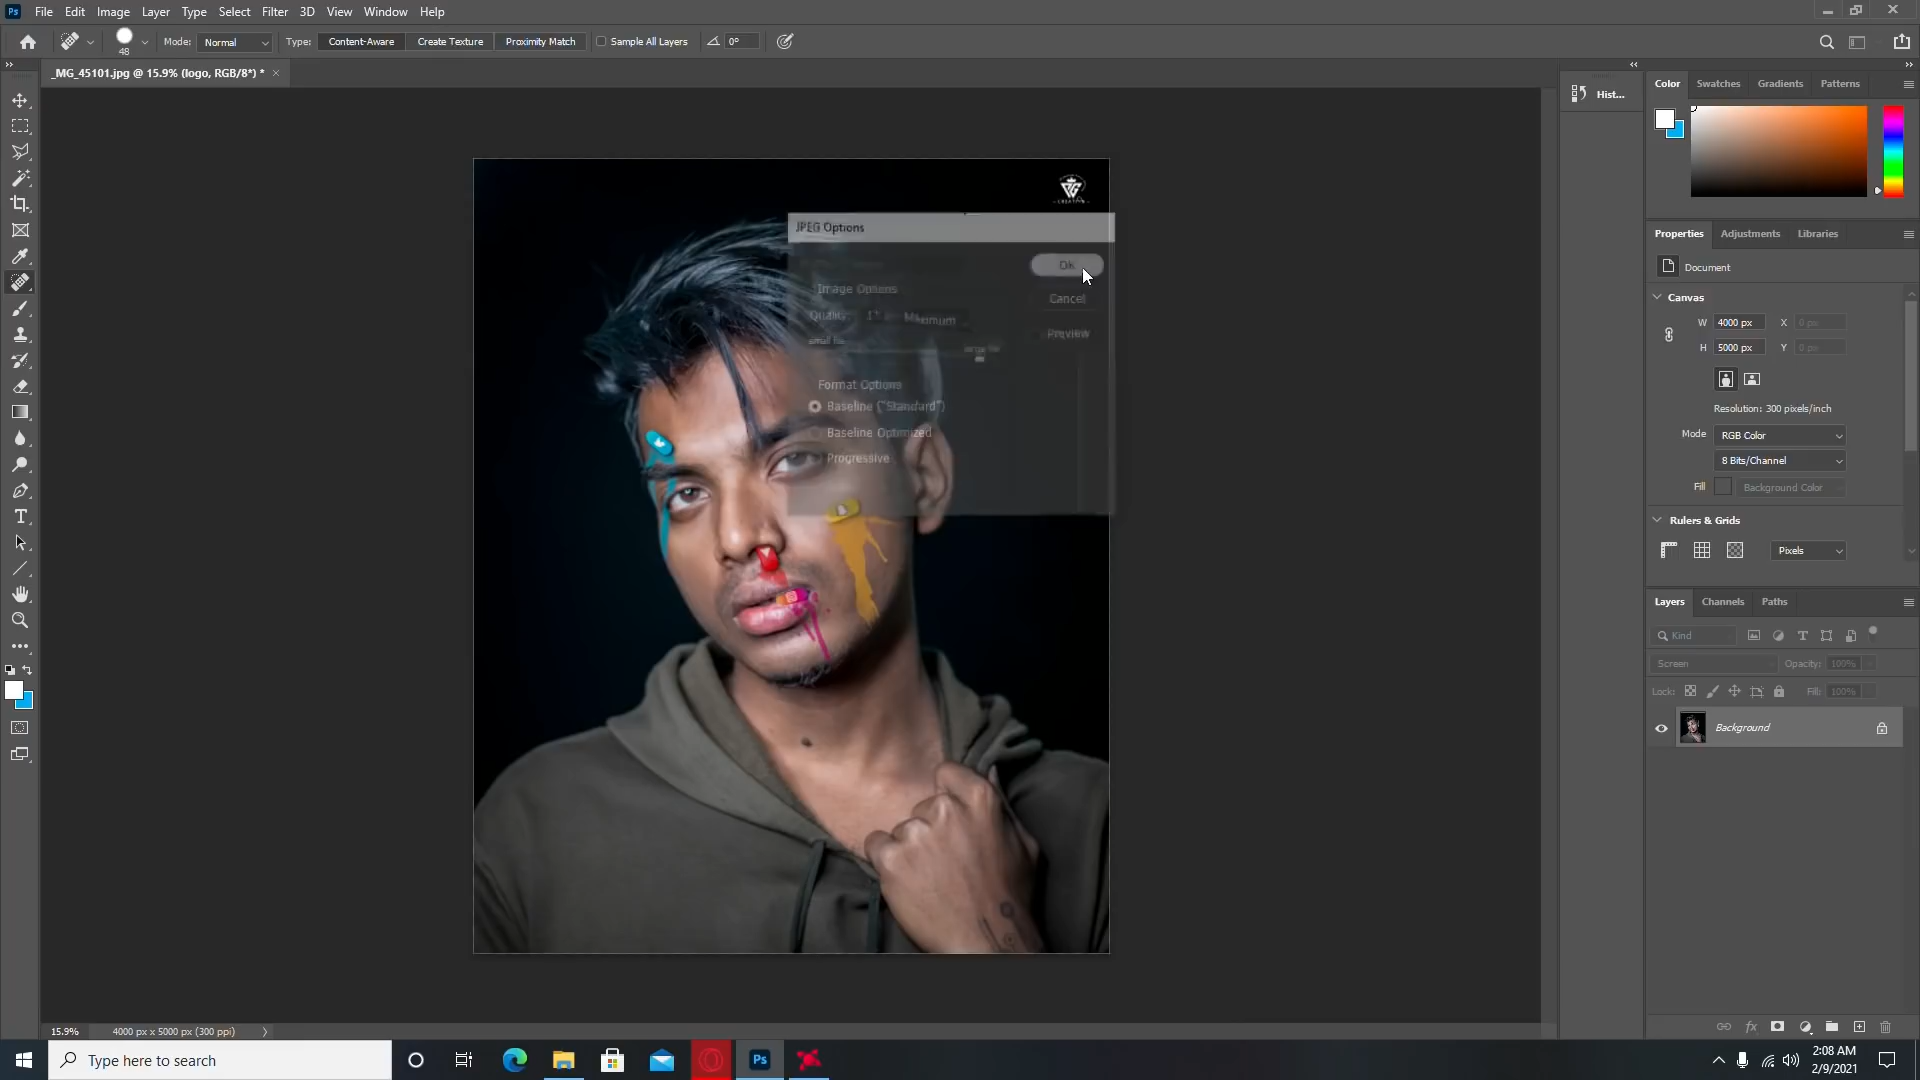 Ps File Edit Image Layer Type Select Filter 3D View Window Help
48 Mode: Normal Type: Content-Aware Create Texture Proximity Match Sample All Layers 0°
_MG_45101.jpg @ 15.9% (logo, RGB/8*) *
Hist...
Color Swatches Gradients Patterns
JPEG Options
OK
Image Options
Cancel
Quality: Maximum
Preview
small file
Format Options
Baseline ("Standard")
Baseline Optimized
Progressive
Properties Adjustments Libraries
Document
Canvas
W 4000 px X 0 px
H 5000 px Y 0 px
Resolution: 300 pixels/inch
Mode RGB Color
8 Bits/Channel
Fill Background Color
Rulers & Grids
Pixels
Layers Channels Paths
Kind
Screen Opacity: 100%
Lock: Fill: 100%
Background
fx
15.9% 4000 px x 5000 px (300 ppi)
Type here to search
Ps
2:08 AM
2/9/2021